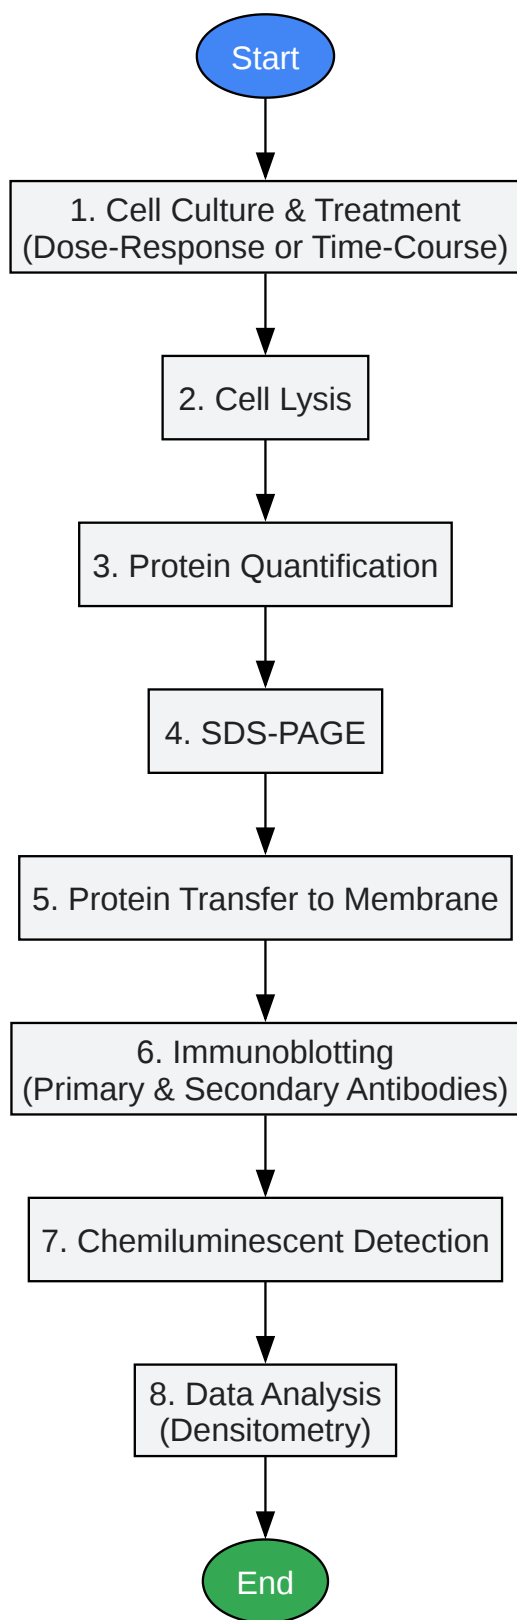 Start
1. Cell Culture & Treatment
(Dose-Response or Time-Course)
2. Cell Lysis
3. Protein Quantification
4. SDS-PAGE
5. Protein Transfer to Membrane
6. Immunoblotting
(Primary & Secondary Antibodies)
7. Chemiluminescent Detection
8. Data Analysis
(Densitometry)
End